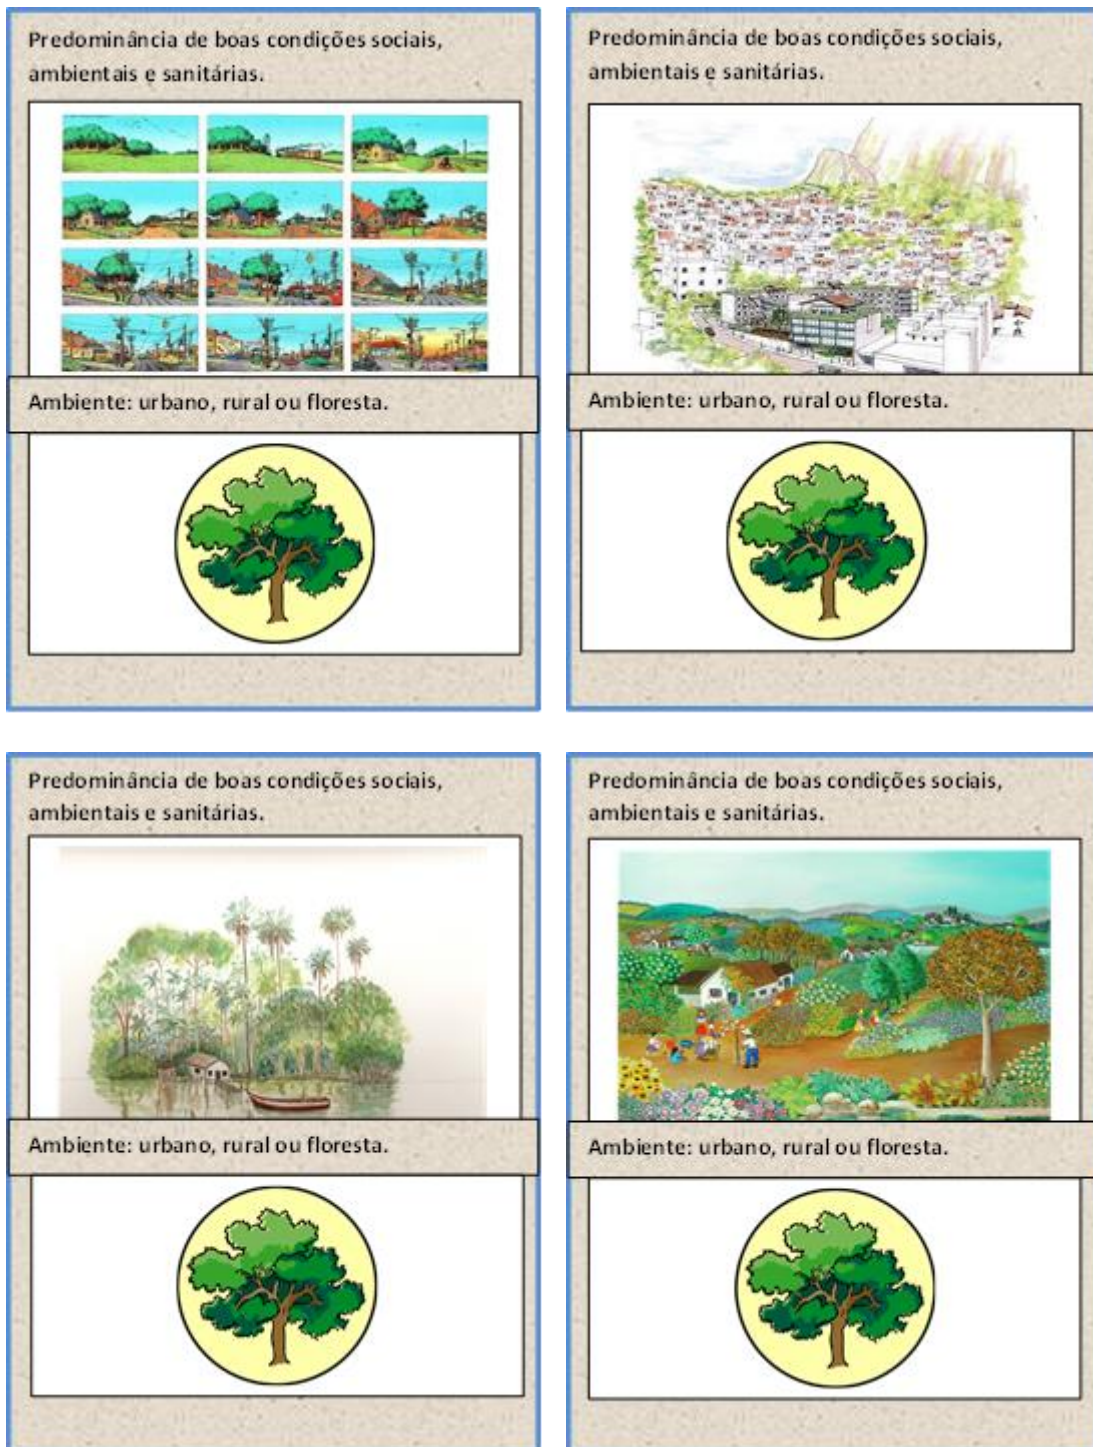 Predominância de boas condições sociais,
ambientais e sanitárias.
Ambiente: urbano, rural ou floresta.
Predominância de boas condições sociais,
ambientais e sanitárias.
Ambiente: urbano, rural ou floresta.
Predominância de boas condições sociais,
ambientais e sanitárias.
Ambiente: urbano, rural ou floresta.
Predominância de boas condições sociais,
ambientais e sanitárias.
Ambiente: urbano, rural ou floresta.